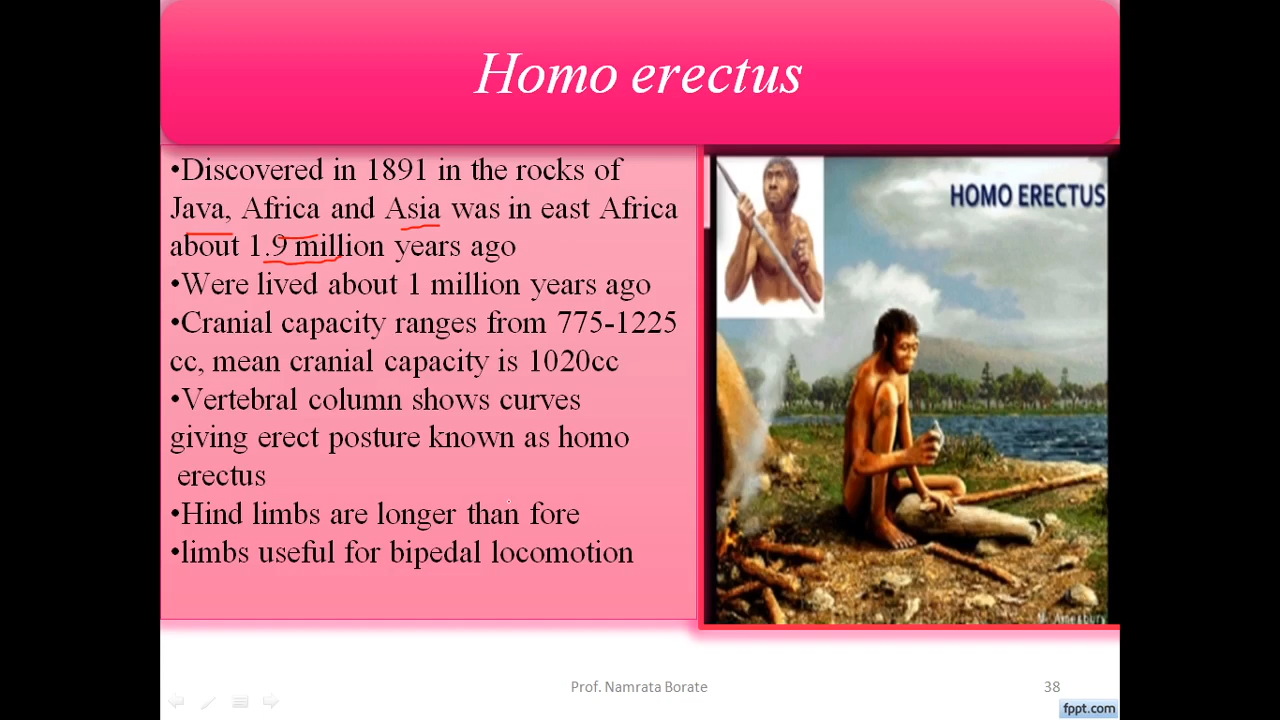 Homo erectus
•Discovered in 1891 in the rocks of
Java, Africa and Asia was in east Africa
about 1.9 million years ago
•Were lived about 1 million years ago
•Cranial capacity ranges from 775-1225
cc, mean cranial capacity is 1020cc
•Vertebral column shows curves
giving erect posture known as homo
erectus
•Hind limbs are longer than fore
•limbs useful for bipedal locomotion
HOMO ERECTUS
Prof. Namrata Borate
38
fppt.com